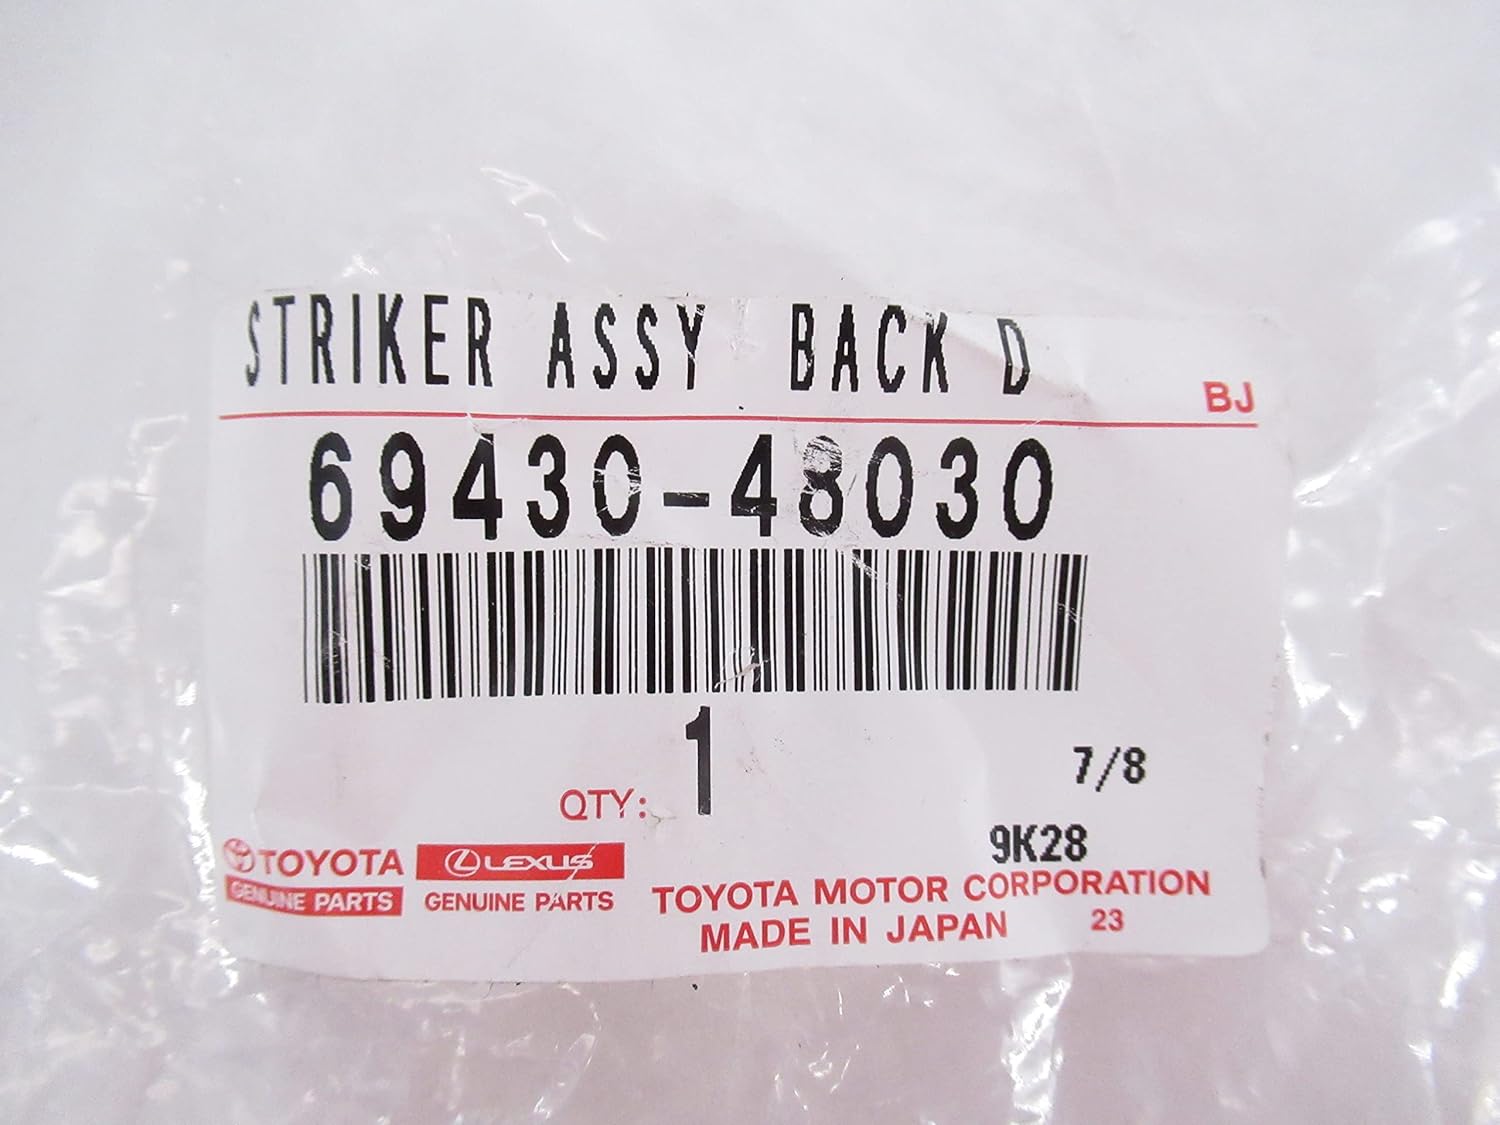 STRIKER ASSY BACK D
BJ
69430-48030
1
QTY:
7/8
9K28
TOYOTA
GENUINE PARTS
LEXUS
GENUINE PARTS
TOYOTA MOTOR CORPORATION
MADE IN JAPAN 23